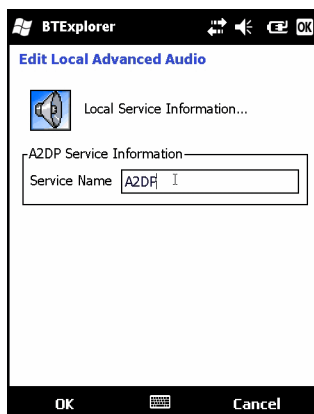 BTExplorer OK
Edit Local Advanced Audio
Local Service Information...
A2DP Service Information
Service Name A2DP
OK Cancel